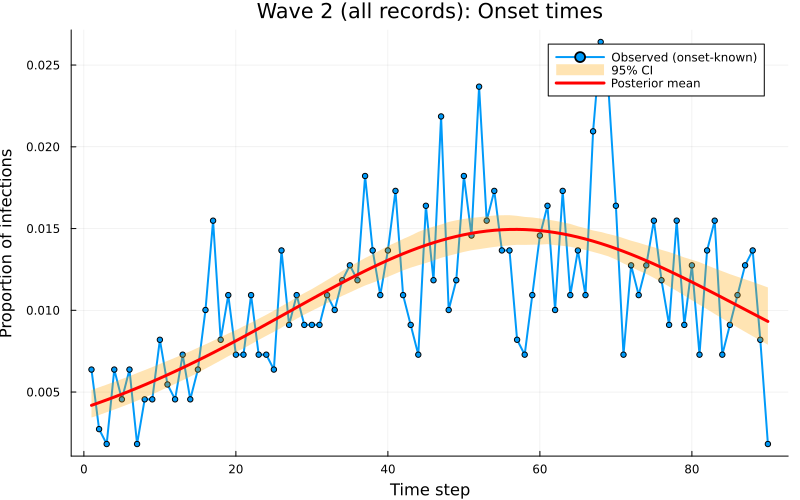 Wave 2 (all records): Onset times
Observed (onset-known)
95% CI
Posterior mean
Proportion of infections
0.025
0.020
0.015
0.010
0.005
0 20 40 60 80
Time step